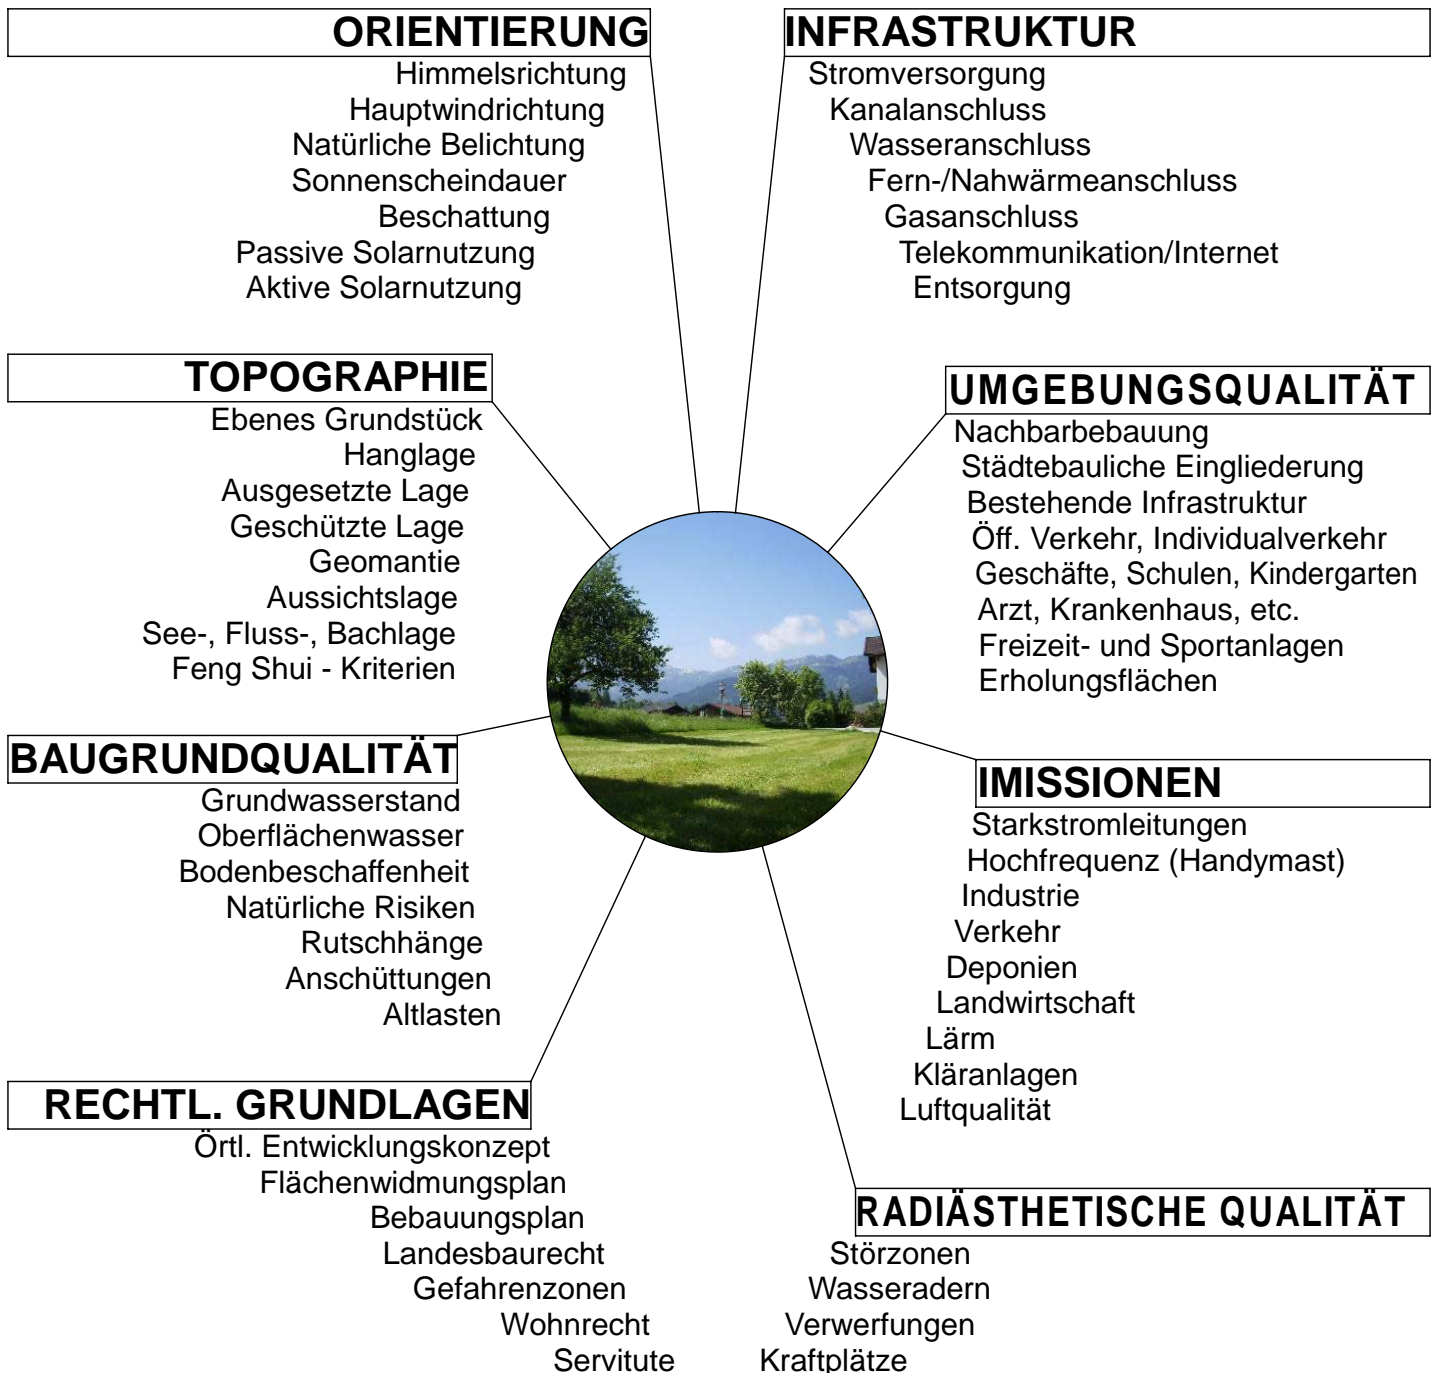 ORIENTIERUNG
Himmelsrichtung
Hauptwindrichtung
Natürliche Belichtung
Sonnenscheindauer
Beschattung
Passive Solarnutzung
Aktive Solarnutzung
TOPOGRAPHIE
Ebenes Grundstück
Hanglage
Ausgesetzte Lage
Geschützte Lage
Geomantie
Aussichtslage
See-, Fluss-, Bachlage
Feng Shui - Kriterien
BAUGRUNDQUALITÄT
Grundwasserstand
Oberflächenwasser
Bodenbeschaffenheit
Natürliche Risiken
Rutschhänge
Anschüttungen
Altlasten
RECHTL. GRUNDLAGEN
Örtl. Entwicklungskonzept
Flächenwidmungsplan
Bebauungsplan
Landesbaurecht
Gefahrenzonen
Wohnrecht
Servitute
INFRASTRUKTUR
Stromversorgung
Kanalanschluss
Wasseranschluss
Fern-/Nahwärmeanschluss
Gasanschluss
Telekommunikation/Internet
Entsorgung
UMGEBUNGSQUALITÄT
Nachbarbebauung
Städtebauliche Eingliederung
Bestehende Infrastruktur
Öff. Verkehr, Individualverkehr
Geschäfte, Schulen, Kindergarten
Arzt, Krankenhaus, etc.
Freizeit- und Sportanlagen
Erholungsflächen
IMISSIONEN
Starkstromleitungen
Hochfrequenz (Handymast)
Industrie
Verkehr
Deponien
Landwirtschaft
Lärm
Kläranlagen
Luftqualität
RADIÄSTHETISCHE QUALITÄT
Störzonen
Wasseradern
Verwerfungen
Kraftplätze